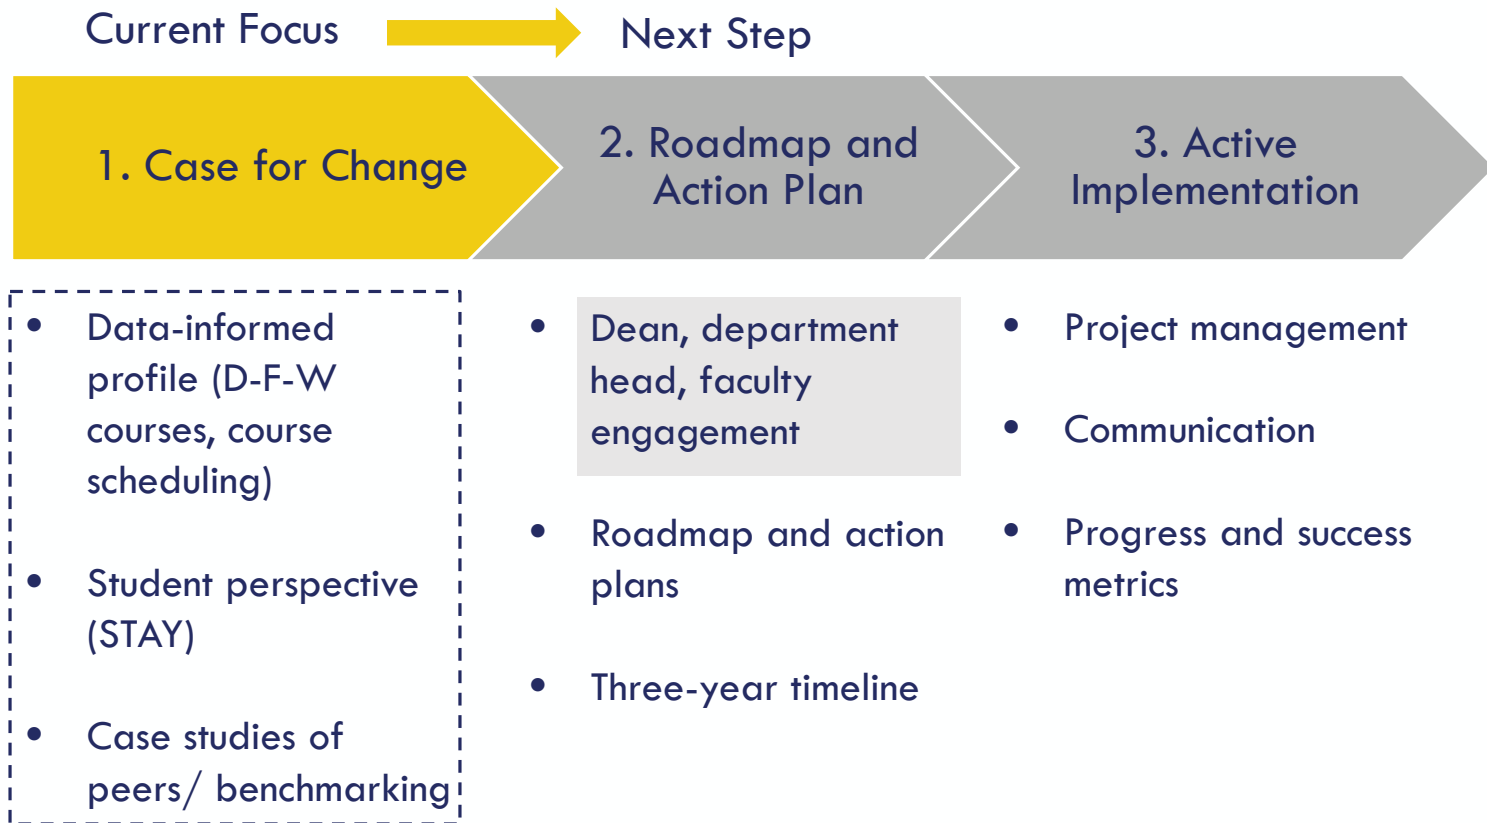 Current Focus
Next Step
1. Case for Change
2. Roadmap and
Action Plan
3. Active
Implementation
• Data-informed
profile (D-F-W
courses, course
scheduling)
• Student perspective
(STAY)
• Case studies of
peers/ benchmarking
• Dean, department
head, faculty
engagement
• Roadmap and action
plans
• Three-year timeline
• Project management
• Communication
• Progress and success
metrics